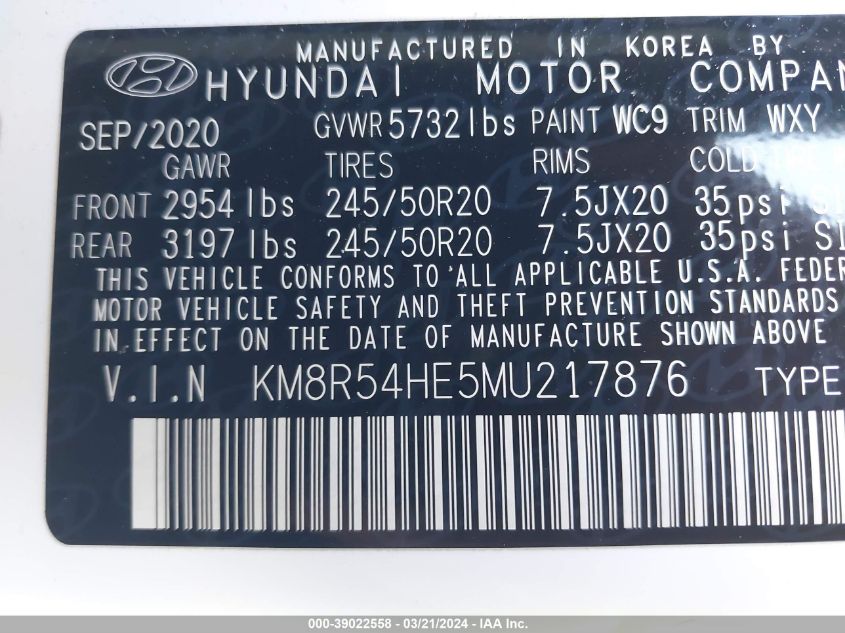 MANUFACTURED IN KOREA BY
HYUNDAI MOTOR COMPAN
SEP/2020 GVWR 5732 lbs PAINT WC9 TRIM WXY
GAWR TIRES RIMS COLD
FRONT 2954 lbs 245/50R20 7.5JX20 35psi
REAR 3197 lbs 245/50R20 7.5JX20 35psi SI
THIS VEHICLE CONFORMS TO ALL APPLICABLE U.S.A. FEDER
MOTOR VEHICLE SAFETY AND THEFT PREVENTION STANDARDS
IN EFFECT ON THE DATE OF MANUFACTURE SHOWN ABOVE
V.I.N KM8R54HE5MU217876 TYPE
000-39022558 - 03/21/2024 - IAA Inc.